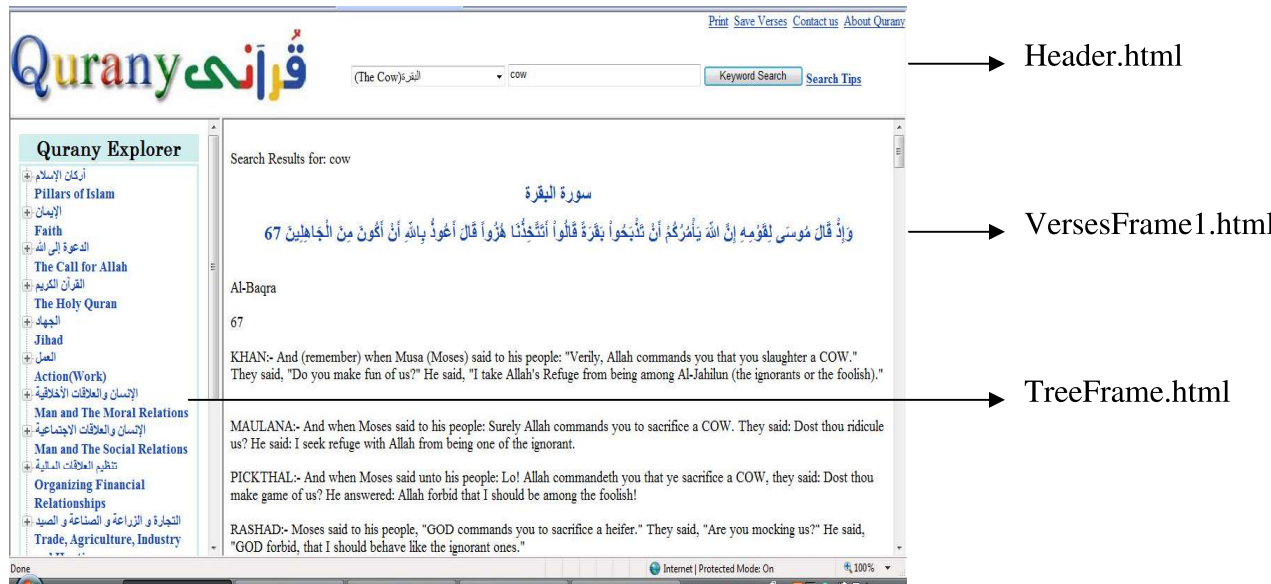 Print Save Verses Contact us About Qurany
Qurany قُرآنى
(The Cow)البقرة cow Keyword Search Search Tips
Header.html
Qurany Explorer
أركان الإسلام
Pillars of Islam
الإيمان
Faith
الدعوة إلى الله
The Call for Allah
القرآن الكريم
The Holy Quran
الجهاد
Jihad
العمل
Action(Work)
الإنسان والعلاقات الأخلاقية
Man and The Moral Relations
الإنسان والعلاقات الاجتماعية
Man and The Social Relations
تنظيم العلاقات المالية
Organizing Financial
Relationships
التجارة و الزراعة و الصناعة و الصيد
Trade, Agriculture, Industry
Search Results for: cow
سورة البقرة
وَإِذْ قَالَ مُوسَى لِقَوْمِهِ إِنَّ اللّهَ يَأْمُرُكُمْ أَنْ تَذْبَحُواْ بَقَرَةً قَالُواْ أَتَتَّخِذُنَا هُزُواً قَالَ أَعُوذُ بِاللّهِ أَنْ أَكُونَ مِنَ الْجَاهِلِينَ 67
VersesFrame1.html
Al-Baqra
67
KHAN:- And (remember) when Musa (Moses) said to his people: "Verily, Allah commands you that you slaughter a COW."
They said, "Do you make fun of us?" He said, "I take Allah's Refuge from being among Al-Jahilun (the ignorants or the foolish)."
TreeFrame.html
MAULANA:- And when Moses said to his people: Surely Allah commands you to sacrifice a COW. They said: Dost thou ridicule
us? He said: I seek refuge with Allah from being one of the ignorant.
PICKTHAL:- And when Moses said unto his people: Lo! Allah commandeth you that ye sacrifice a COW, they said: Dost thou
make game of us? He answered: Allah forbid that I should be among the foolish!
RASHAD:- Moses said to his people, "GOD commands you to sacrifice a heifer." They said, "Are you mocking us?" He said,
"GOD forbid, that I should behave like the ignorant ones."
Done Internet | Protected Mode: On 100%